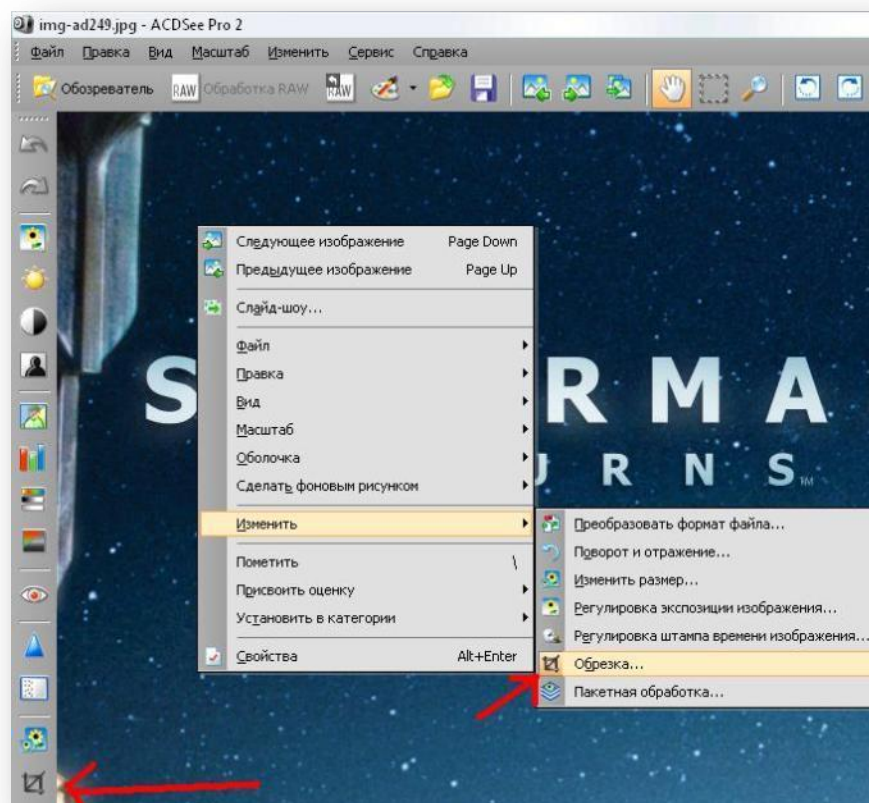 img-ad249.jpg - ACDSee Pro 2
Файл Правка Вид Масштаб Изменить Сервис Справка
Обозреватель RAW Обработка RAW RAW
Следующее изображение Page Down
Предыдущее изображение Page Up
Слайд-шоу...
Файл
Правка
Вид
Масштаб
Оболочка
Сделать фоновым рисунком
Изменить
Пометить \
Присвоить оценку
Установить в категории
Свойства Alt+Enter
Преобразовать формат файла...
Поворот и отражение...
Изменить размер...
Регулировка экспозиции изображения...
Регулировка штампа времени изображения...
Обрезка...
Пакетная обработка...
S RMA
URNS™